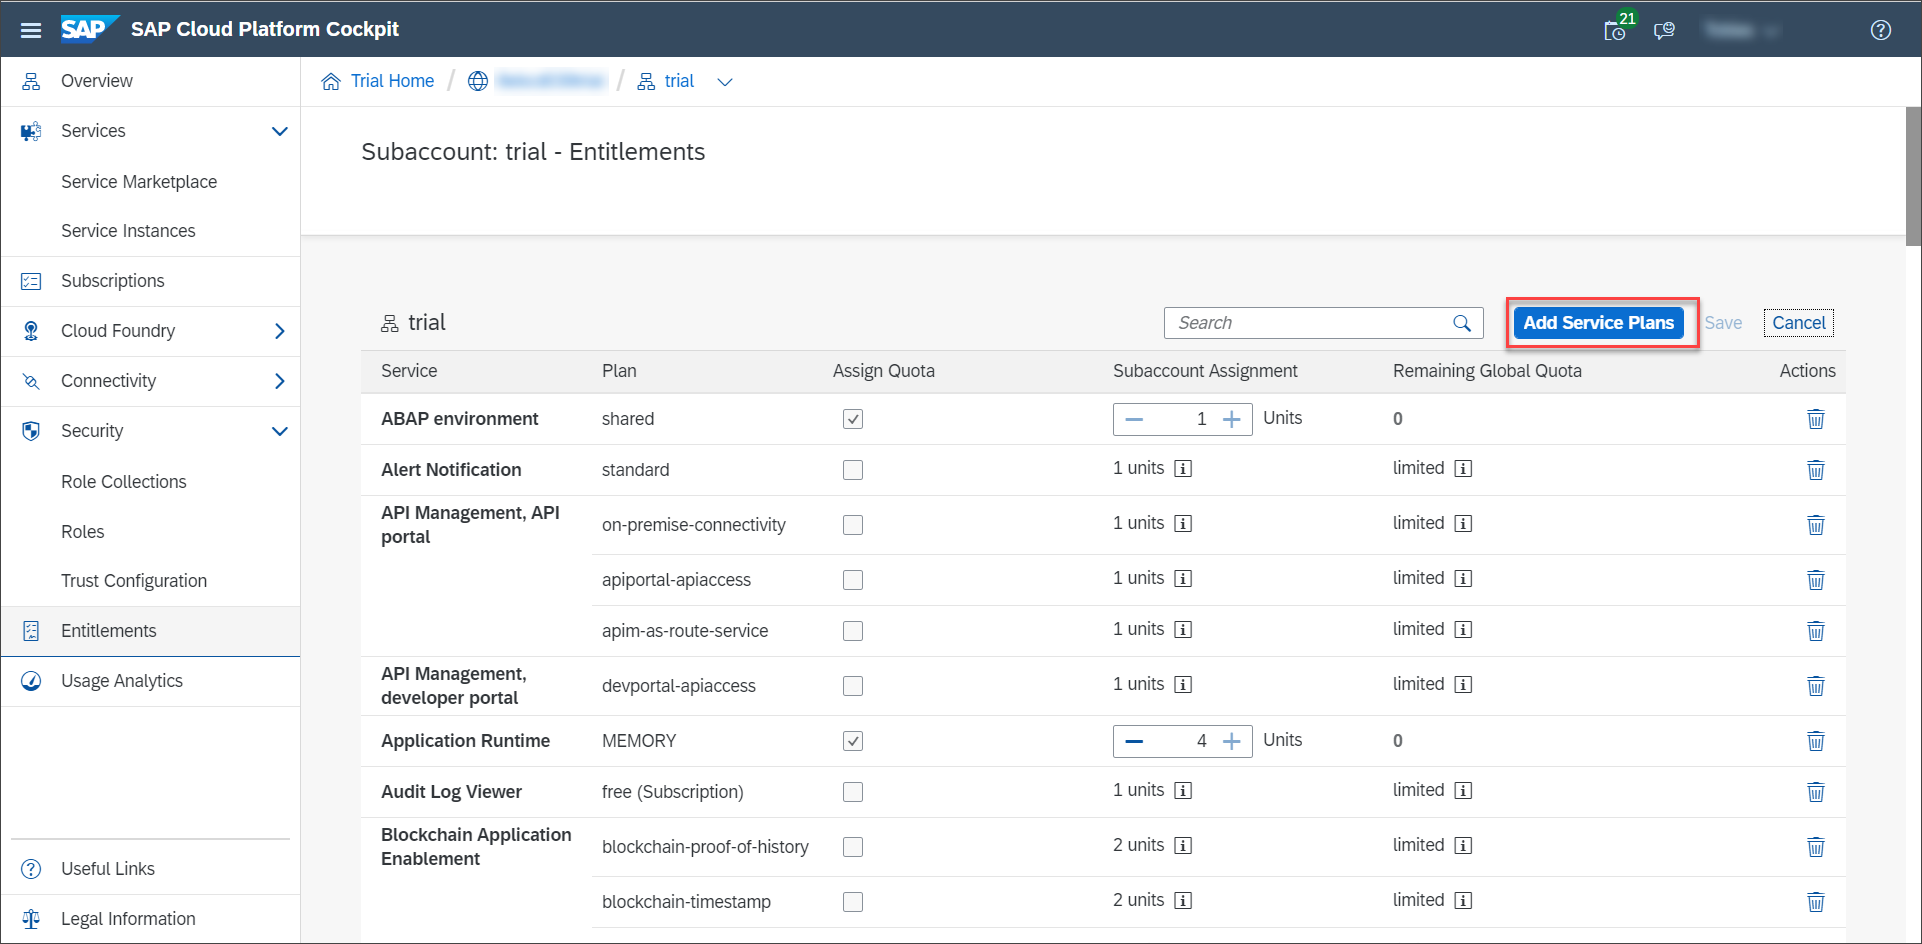 SAP SAP Cloud Platform Cockpit
21
Overview
Services
Service Marketplace
Service Instances
Subscriptions
Cloud Foundry
Connectivity
Security
Role Collections
Roles
Trust Configuration
Entitlements
Usage Analytics
Useful Links
Legal Information
Trial Home / / trial
Subaccount: trial - Entitlements
trial Search Add Service Plans Save Cancel
Service Plan Assign Quota Subaccount Assignment Remaining Global Quota Actions
ABAP environment shared 1 Units 0
Alert Notification standard 1 units limited
API Management, API
portal
on-premise-connectivity 1 units limited
apiportal-apiaccess 1 units limited
apim-as-route-service 1 units limited
API Management,
developer portal
devportal-apiaccess 1 units limited
Application Runtime MEMORY 4 Units 0
Audit Log Viewer free (Subscription) 1 units limited
Blockchain Application
Enablement
blockchain-proof-of-history 2 units limited
blockchain-timestamp 2 units limited